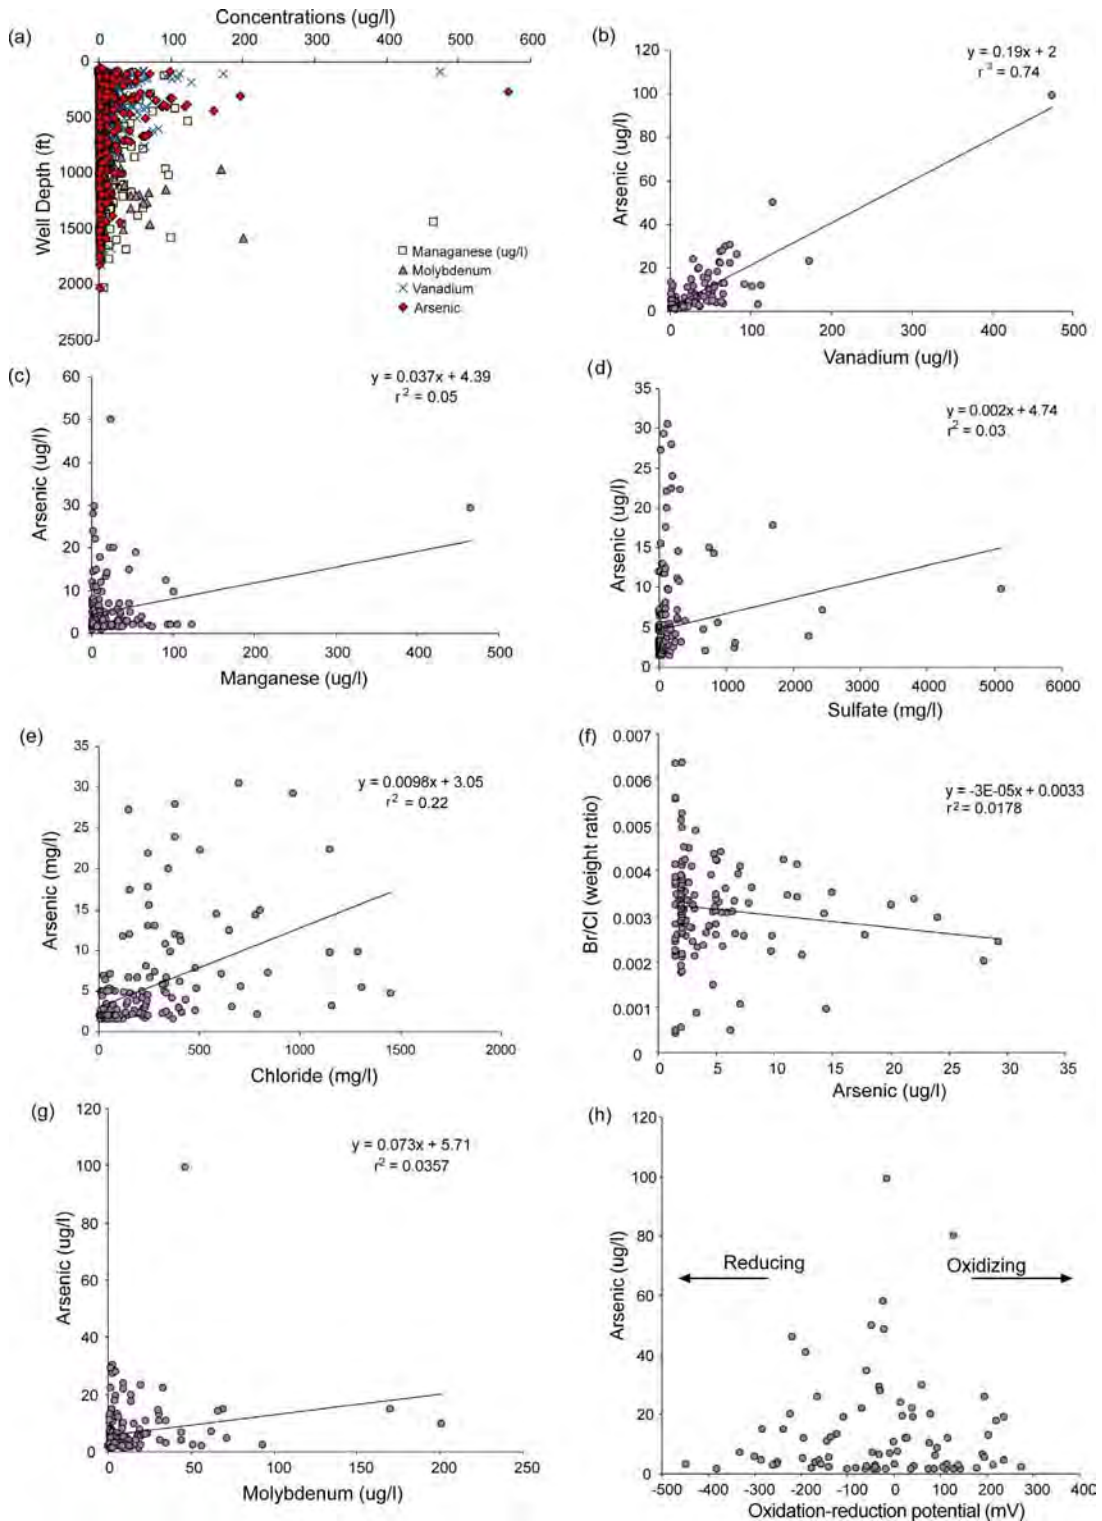 (a)
Concentrations (ug/l)
0 100 200 300 400 500 600
0
500
1000
1500
2000
2500
Well Depth (ft)
Managanese (ug/l)
Molybdenum
Vanadium
Arsenic
(b)
y = 0.19x + 2
r³ = 0.74
120
100
80
60
40
20
0
Arsenic (ug/l)
0 100 200 300 400 500
Vanadium (ug/l)
(c)
y = 0.037x + 4.39
r² = 0.05
60
50
40
30
20
10
0
Arsenic (ug/l)
0 100 200 300 400 500
Manganese (ug/l)
(d)
y = 0.002x + 4.74
r² = 0.03
35
30
25
20
15
10
5
0
Arsenic (ug/l)
0 1000 2000 3000 4000 5000 6000
Sulfate (mg/l)
(e)
y = 0.0098x + 3.05
r² = 0.22
35
30
25
20
15
10
5
0
Arsenic (mg/l)
0 500 1000 1500 2000
Chloride (mg/l)
(f)
y = -3E-05x + 0.0033
r² = 0.0178
0.007
0.006
0.005
0.004
0.003
0.002
0.001
0
Br/Cl (weight ratio)
0 5 10 15 20 25 30 35
Arsenic (ug/l)
(g)
y = 0.073x + 5.71
r² = 0.0357
120
100
80
60
40
20
0
Arsenic (ug/l)
0 50 100 150 200 250
Molybdenum (ug/l)
(h)
120
100
80
60
40
20
0
Arsenic (ug/l)
Reducing
Oxidizing
-500 -400 -300 -200 -100 0 100 200 300 400
Oxidation-reduction potential (mV)